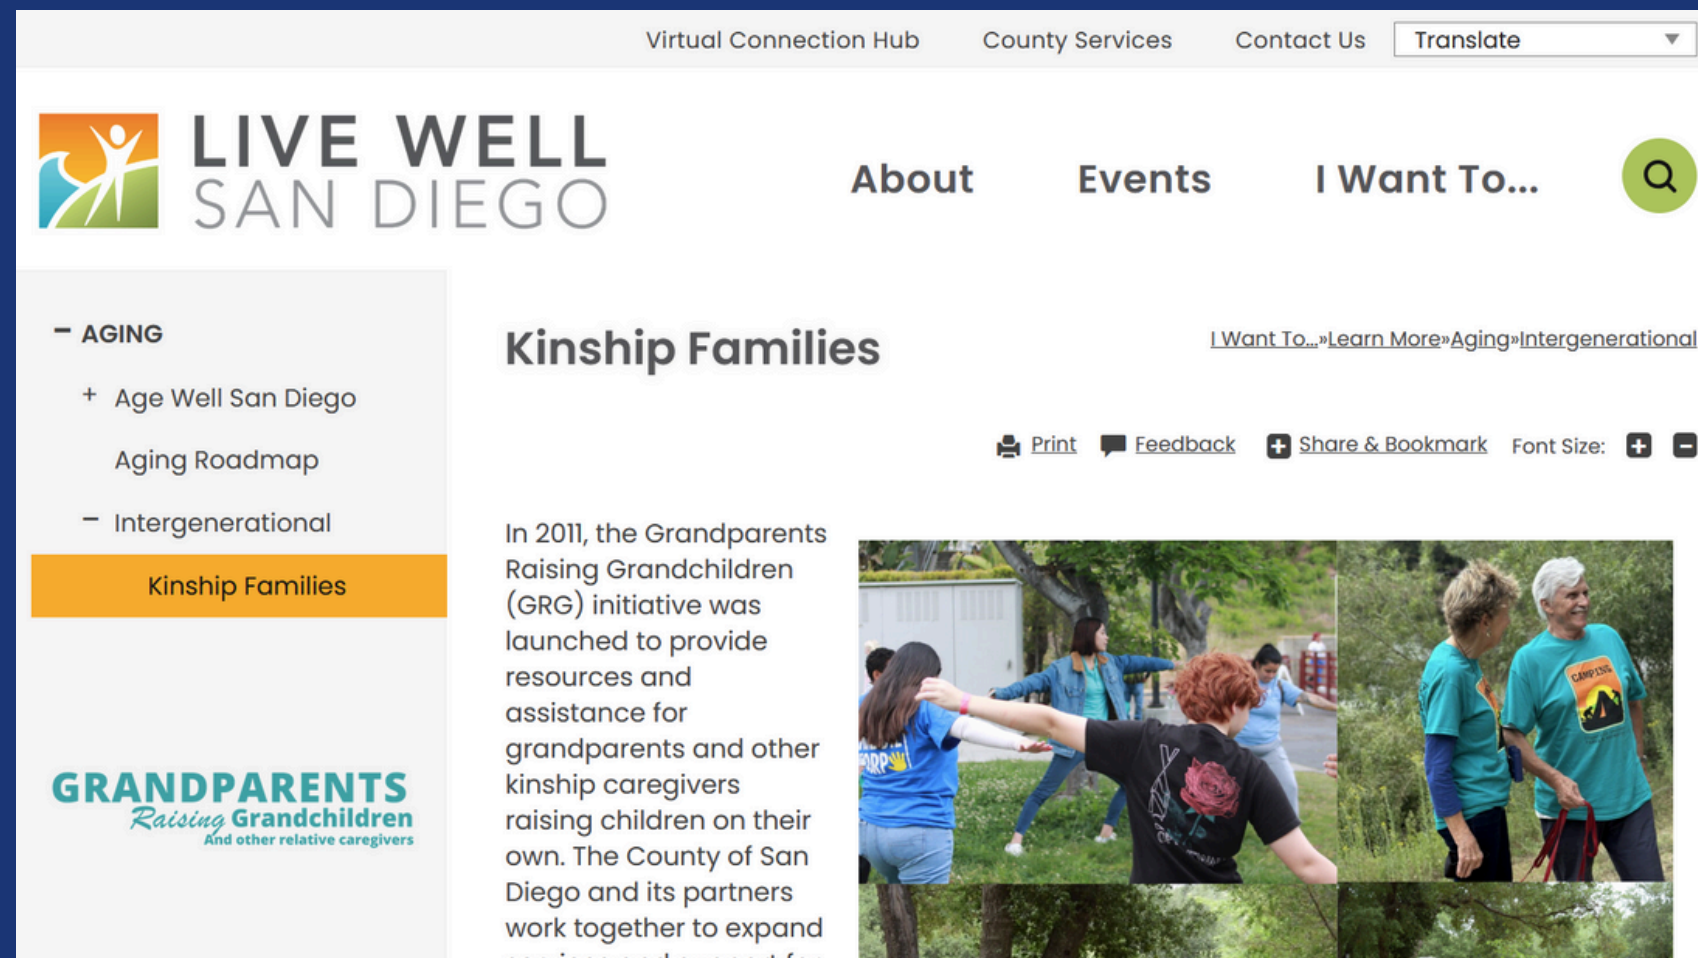 Virtual Connection Hub County Services Contact Us Translate
LIVE WELL
SAN DIEGO
About Events I Want To...
– AGING
+ Age Well San Diego
Aging Roadmap
– Intergenerational
Kinship Families
GRANDPARENTS
Raising Grandchildren
And other relative caregivers
Kinship Families
I Want To...»Learn More»Aging»Intergenerational
Print Feedback Share & Bookmark Font Size:
In 2011, the Grandparents
Raising Grandchildren
(GRG) initiative was
launched to provide
resources and
assistance for
grandparents and other
kinship caregivers
raising children on their
own. The County of San
Diego and its partners
work together to expand
CAMPING